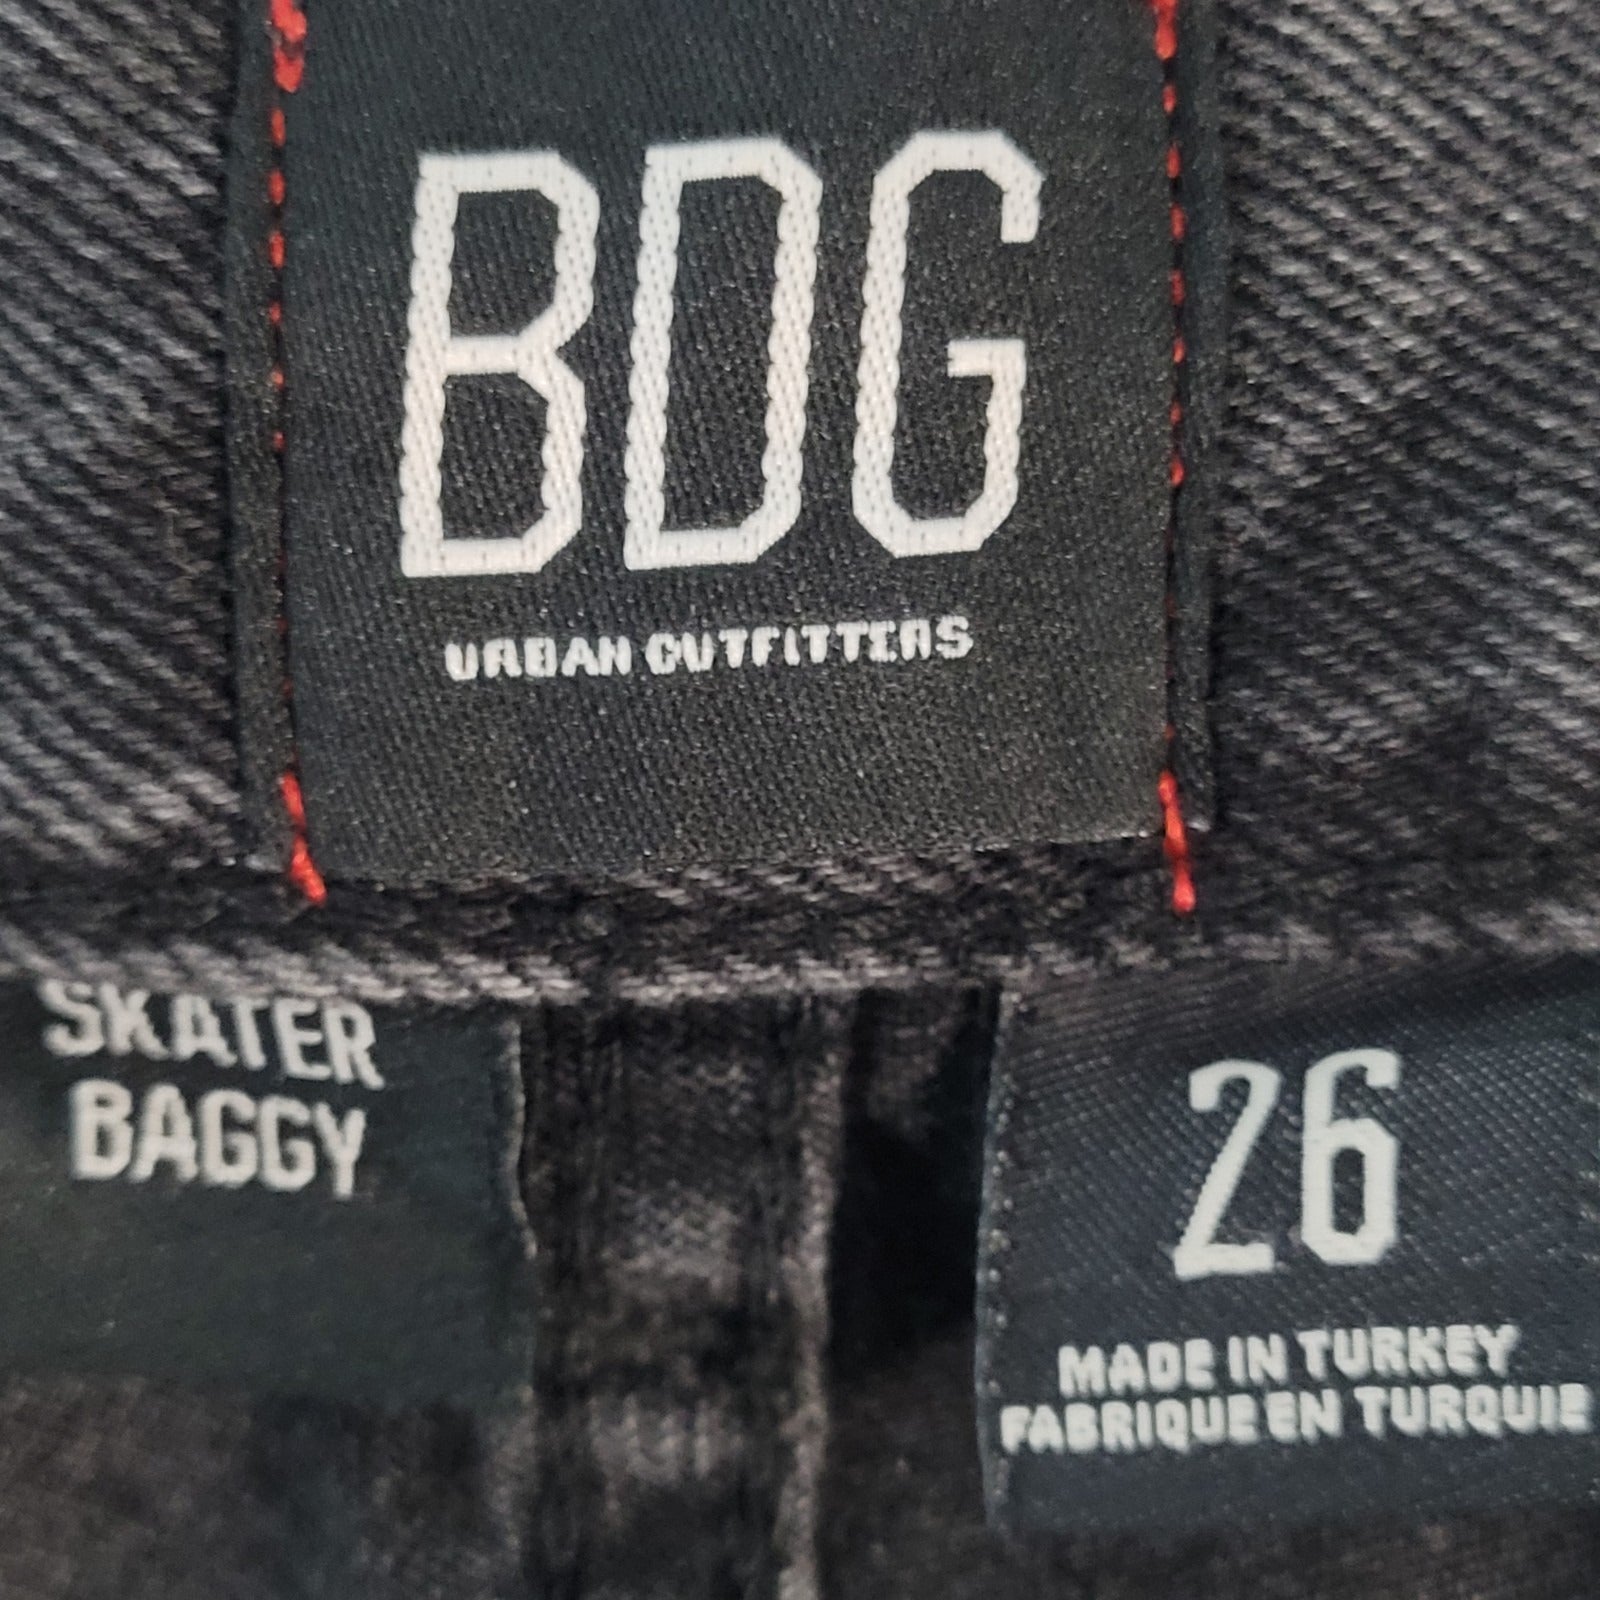 BDG
URBAN OUTFITTERS
SKATER
BAGGY
26
MADE IN TURKEY
FABRIQUE EN TURQUIE